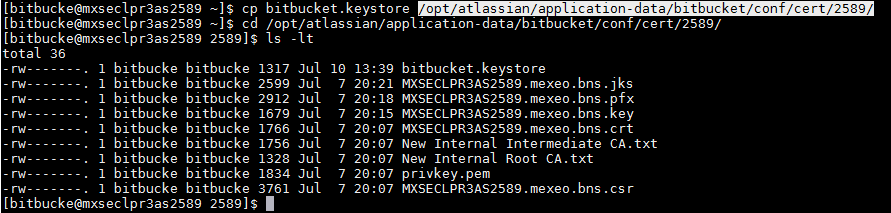 [bitbucke@mxseclpr3as2589 ~]$ cp bitbucket.keystore /opt/atlassian/application-data/bitbucket/conf/cert/2589/
[bitbucke@mxseclpr3as2589 ~]$ cd /opt/atlassian/application-data/bitbucket/conf/cert/2589/
[bitbucke@mxseclpr3as2589 2589]$ ls -lt
total 36
-rw-------. 1 bitbucke bitbucke 1317 Jul 10 13:39 bitbucket.keystore
-rw-------. 1 bitbucke bitbucke 2599 Jul  7 20:21 MXSECLPR3AS2589.mexeo.bns.jks
-rw-------. 1 bitbucke bitbucke 2912 Jul  7 20:18 MXSECLPR3AS2589.mexeo.bns.pfx
-rw-------. 1 bitbucke bitbucke 1679 Jul  7 20:15 MXSECLPR3AS2589.mexeo.bns.key
-rw-------. 1 bitbucke bitbucke 1766 Jul  7 20:07 MXSECLPR3AS2589.mexeo.bns.crt
-rw-------. 1 bitbucke bitbucke 1756 Jul  7 20:07 New Internal Intermediate CA.txt
-rw-------. 1 bitbucke bitbucke 1328 Jul  7 20:07 New Internal Root CA.txt
-rw-------. 1 bitbucke bitbucke 1834 Jul  7 20:07 privkey.pem
-rw-------. 1 bitbucke bitbucke 3761 Jul  7 20:07 MXSECLPR3AS2589.mexeo.bns.csr
[bitbucke@mxseclpr3as2589 2589]$